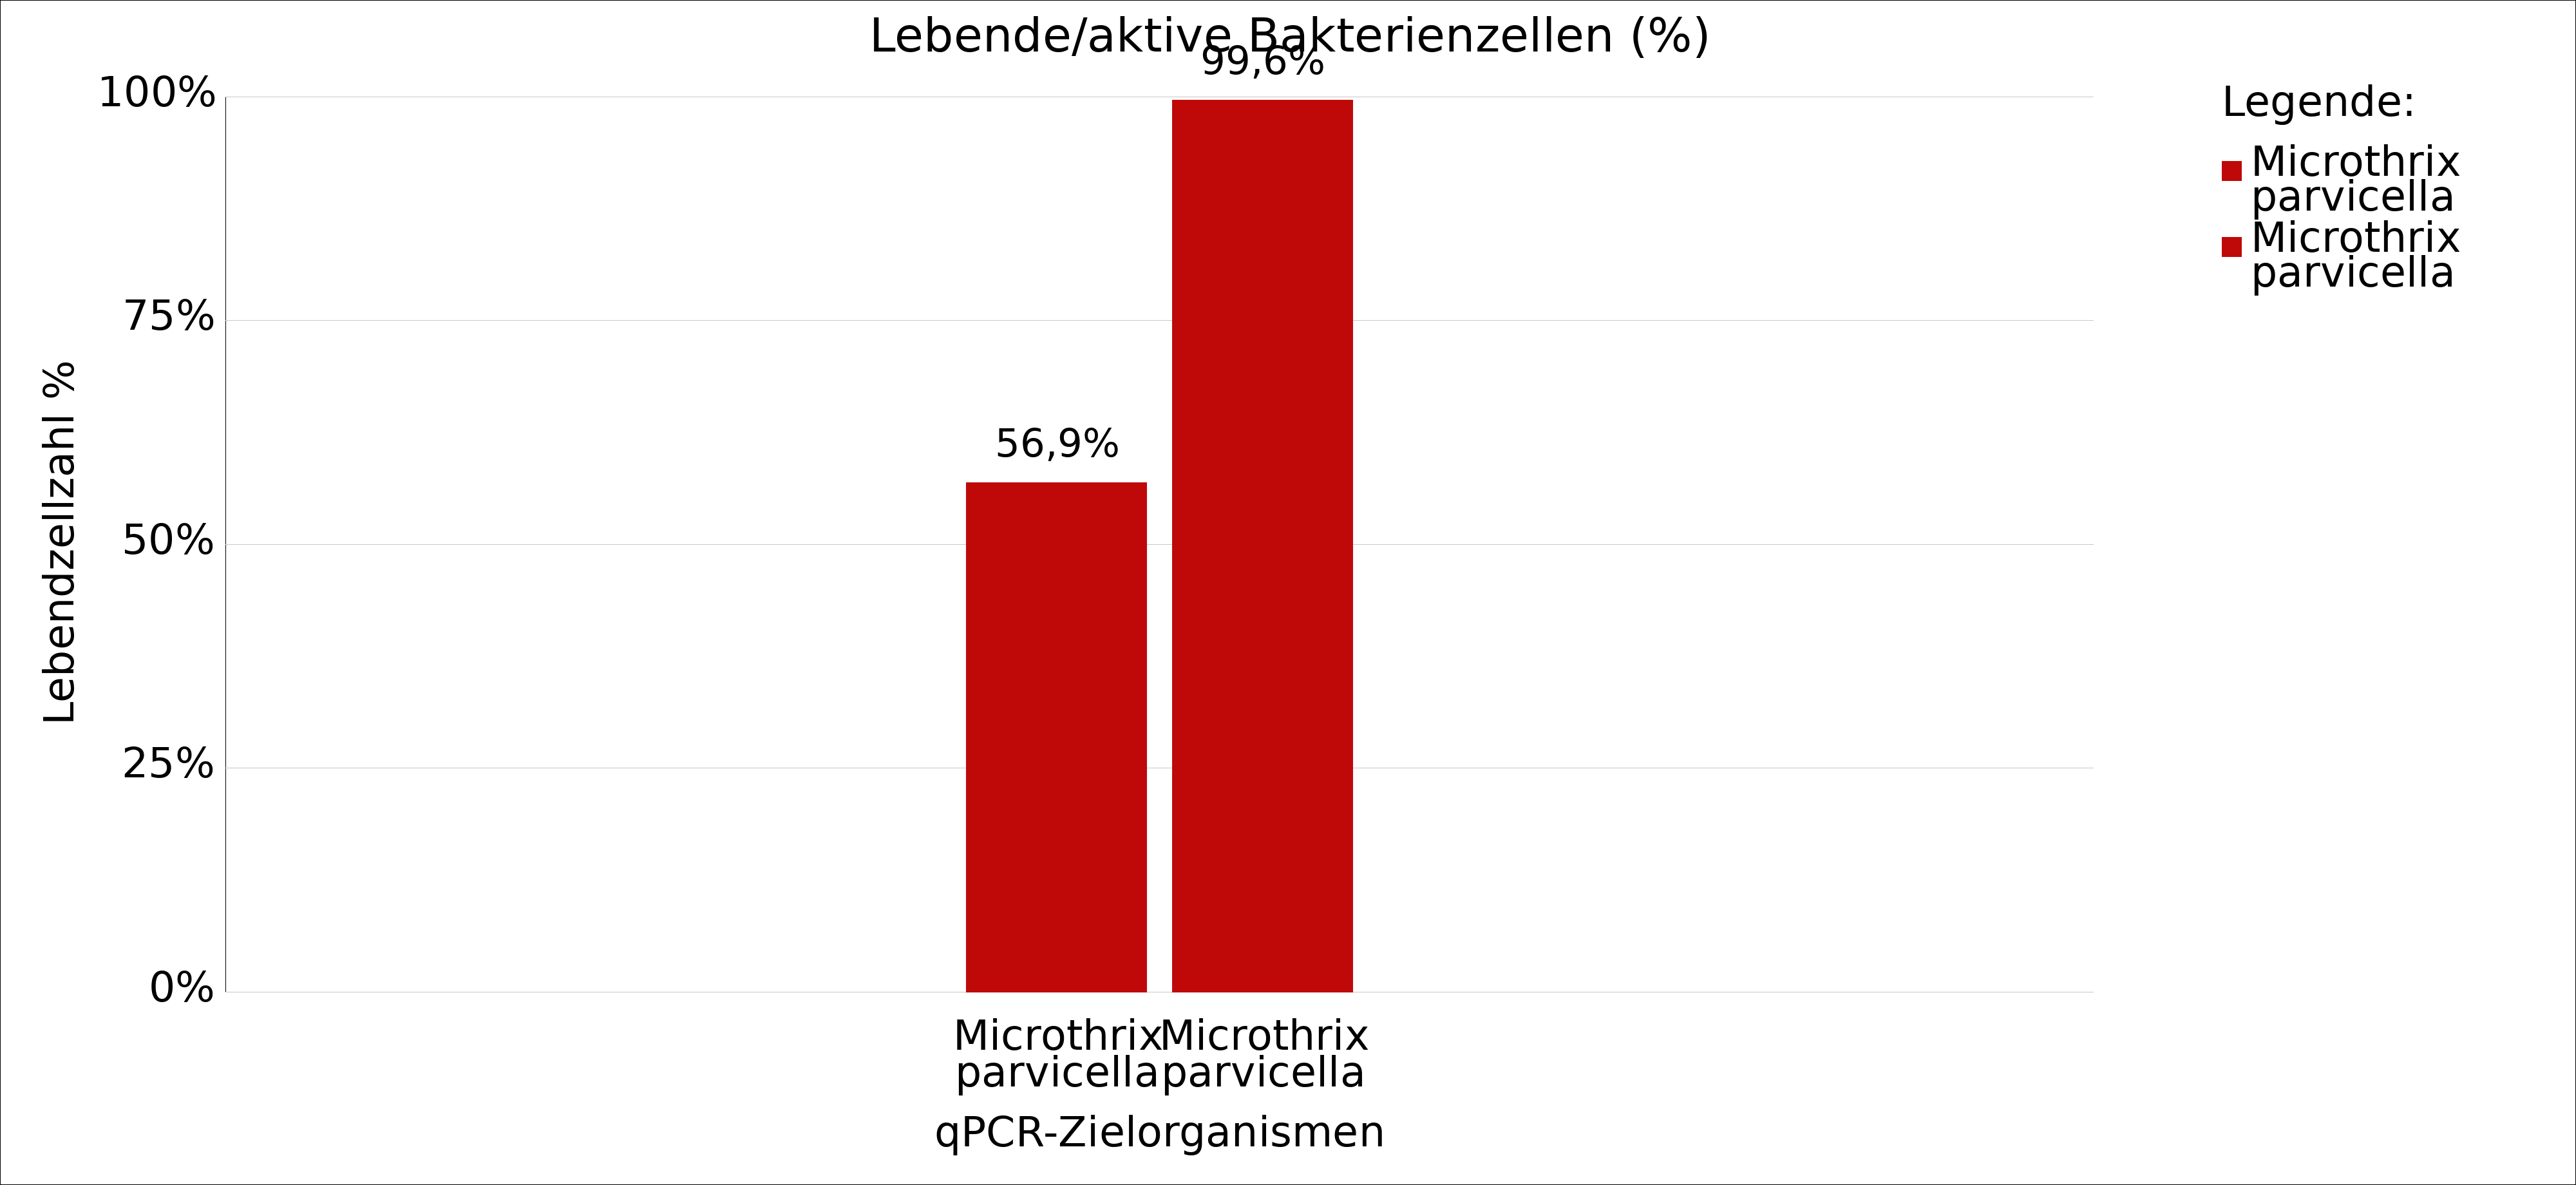 Lebende/aktive Bakterienzellen (%)
99,6%
100%
75%
56,9%
50%
25%
0%
Lebendzellzahl %
Microthrix
parvicella
Microthrix
parvicella
qPCR-Zielorganismen
Legende:
Microthrix
parvicella
Microthrix
parvicella